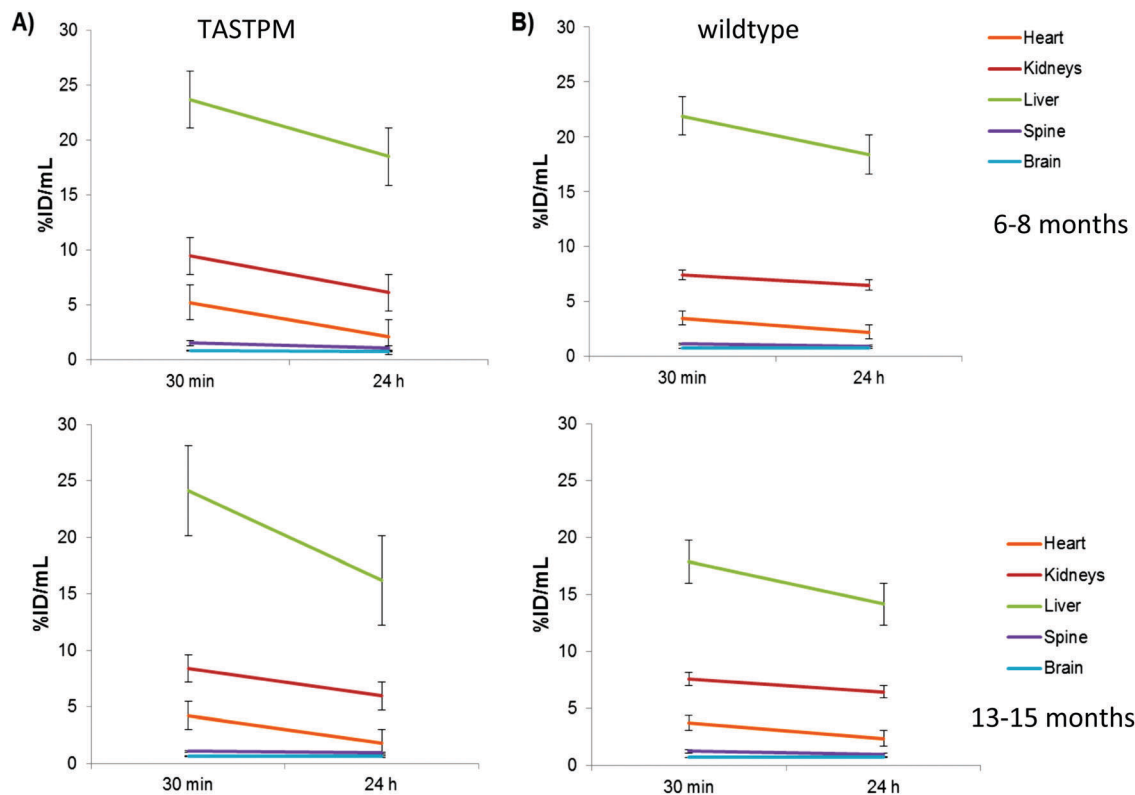 A) TASTPM
30
25
20
15
10
5
0
%ID/mL
30 min 24 h
B) wildtype
30
25
20
15
10
5
0
%ID/mL
30 min 24 h
Heart
Kidneys
Liver
Spine
Brain
6-8 months
30
25
20
15
10
5
0
%ID/mL
30 min 24 h
30
25
20
15
10
5
0
%ID/mL
30 min 24 h
Heart
Kidneys
Liver
Spine
Brain
13-15 months